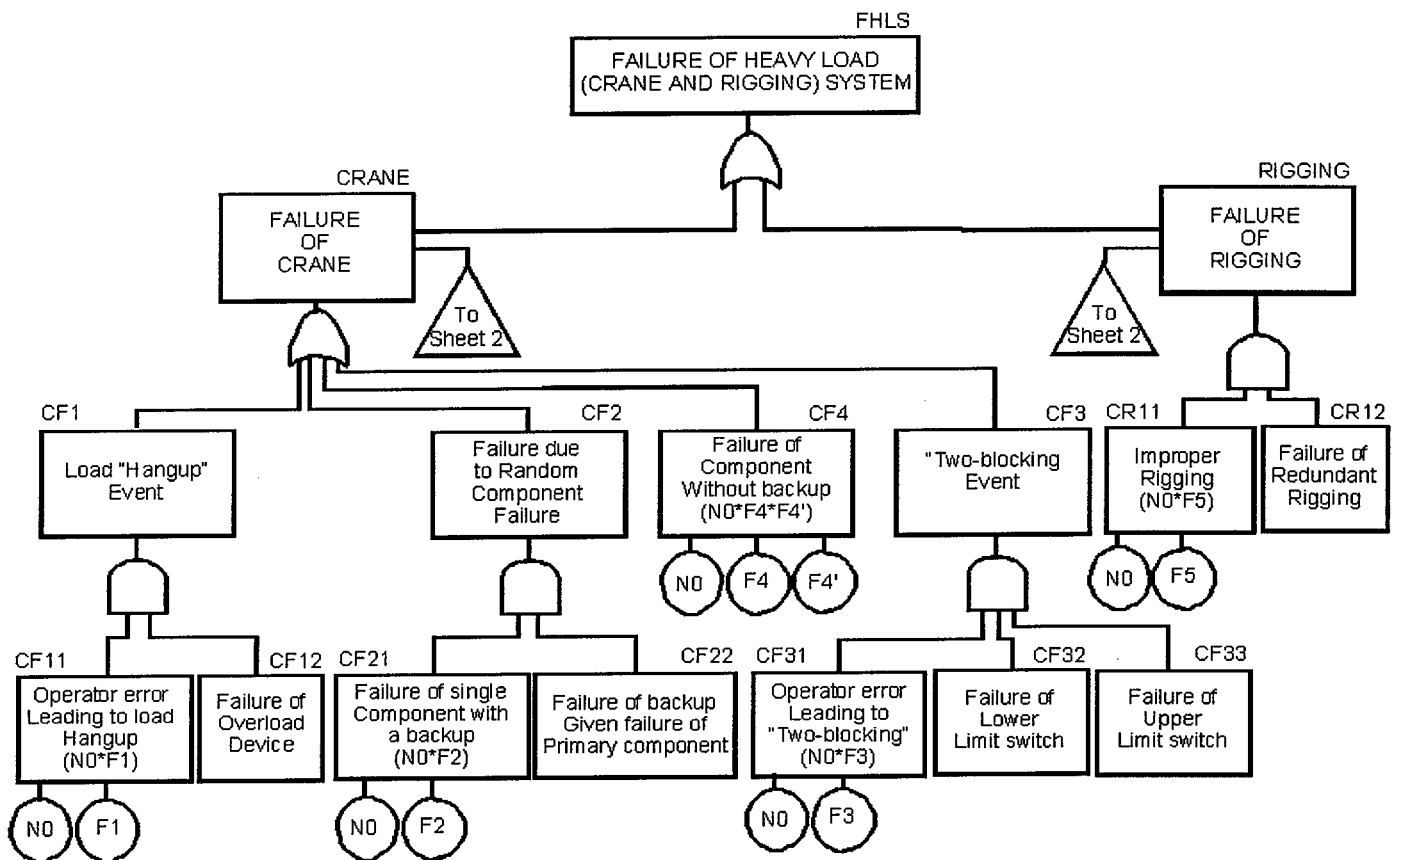 FHLS
FAILURE OF HEAVY LOAD
(CRANE AND RIGGING) SYSTEM
CRANE
FAILURE
OF
CRANE
To
Sheet 2
RIGGING
FAILURE
OF
RIGGING
To
Sheet 2
CF1
Load "Hangup"
Event
CF2
Failure due
to Random
Component
Failure
CF4
Failure of
Component
Without backup
(N0*F4*F4')
N0
F4
F4'
CF3
"Two-blocking
Event
CR11
Improper
Rigging
(N0*F5)
N0
F5
CR12
Failure of
Redundant
Rigging
CF11
Operator error
Leading to load
Hangup
(N0*F1)
N0
F1
CF12
Failure of
Overload
Device
CF21
Failure of single
Component with
a backup
(N0*F2)
N0
F2
CF22
Failure of backup
Given failure of
Primary component
CF31
Operator error
Leading to
"Two-blocking"
(N0*F3)
N0
F3
CF32
Failure of
Lower
Limit switch
CF33
Failure of
Upper
Limit switch